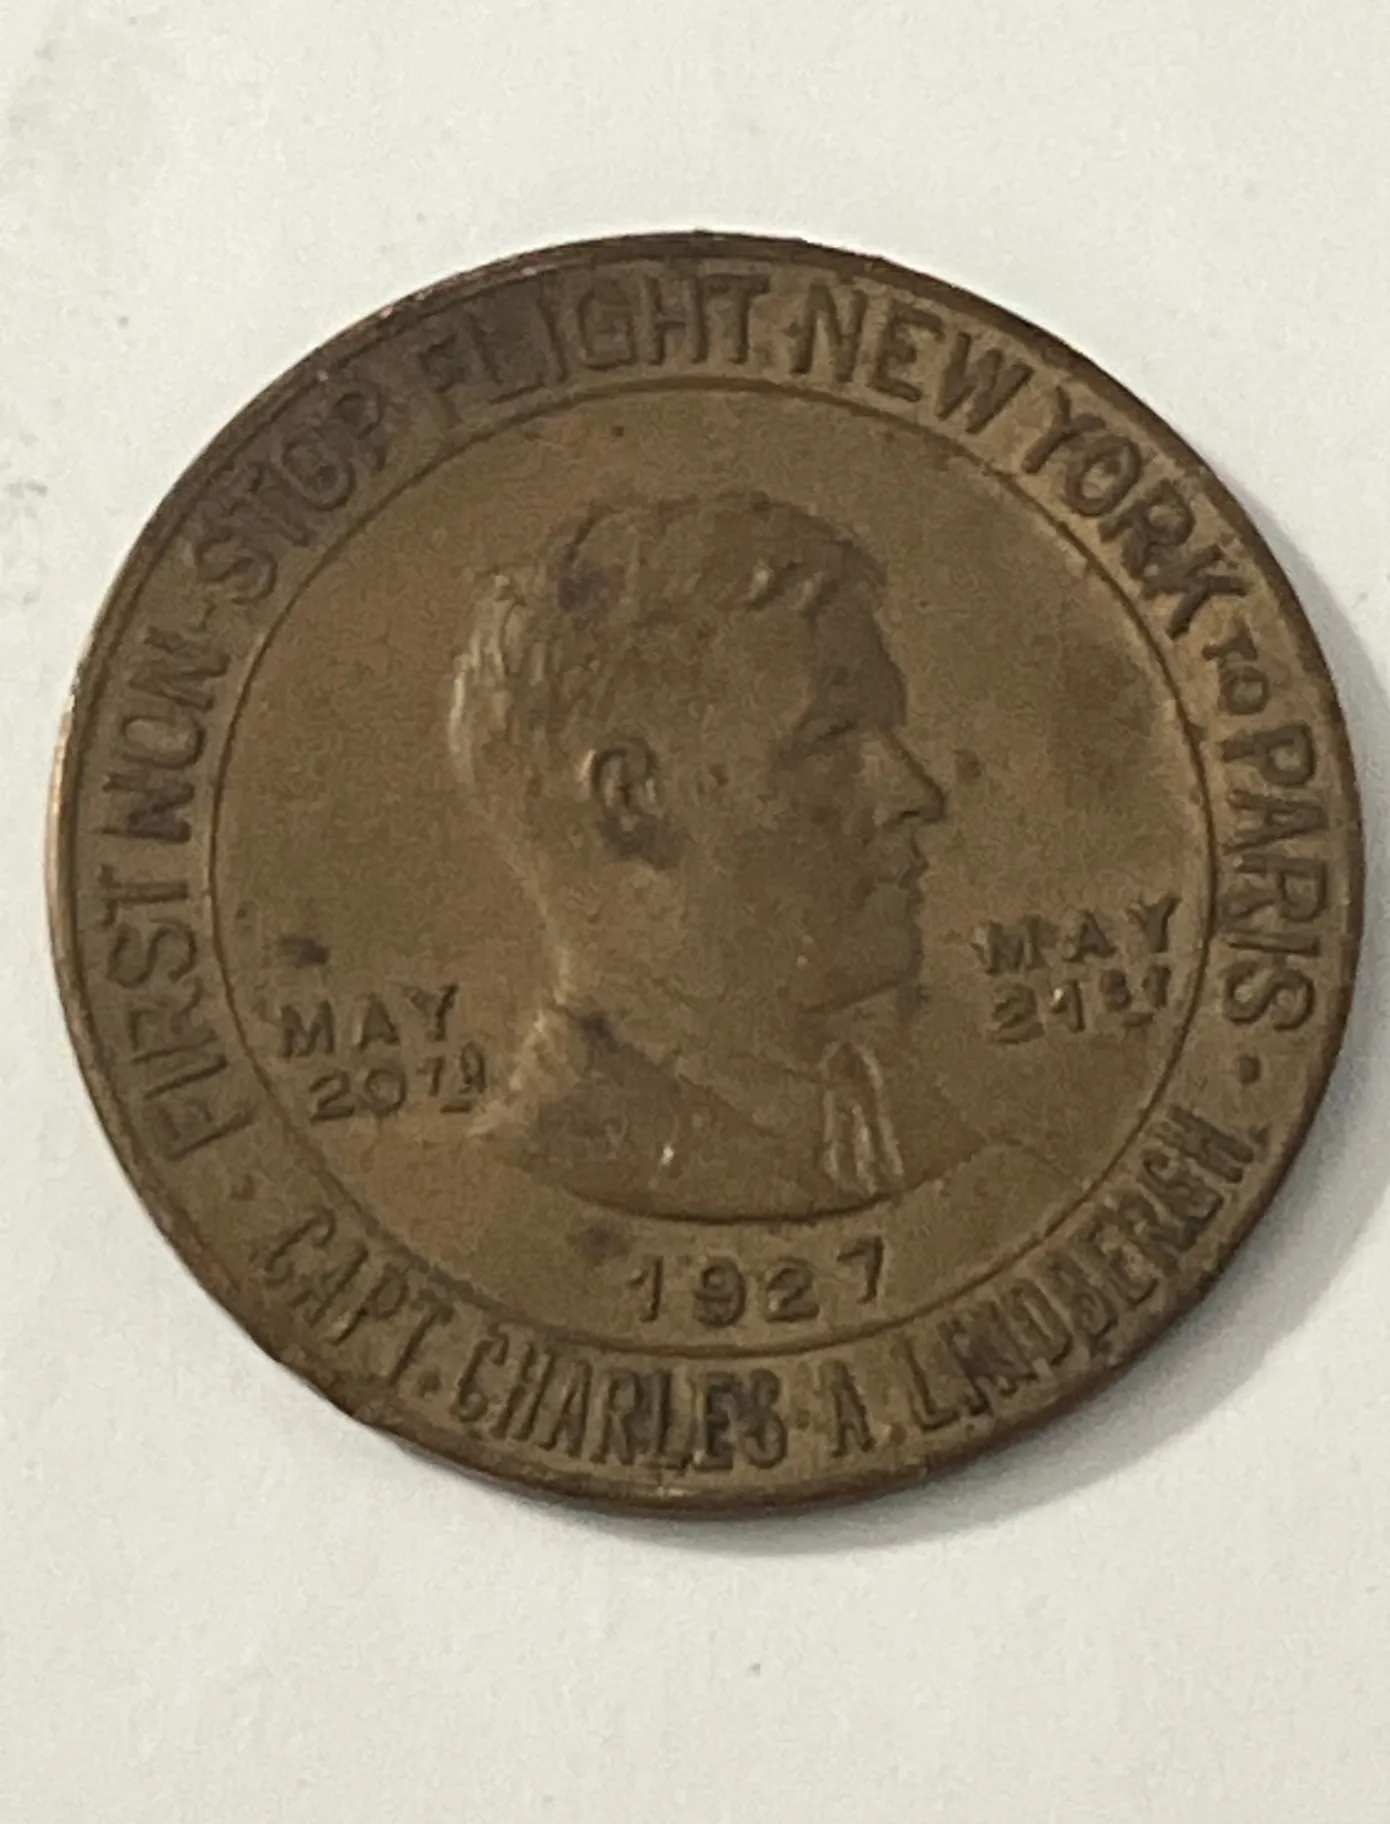 FIRST NON-STOP FLIGHT NEW YORK TO PARIS
MAY
20TH
MAY
21ST
1927
· CAPT. CHARLES A. LINDBERGH ·